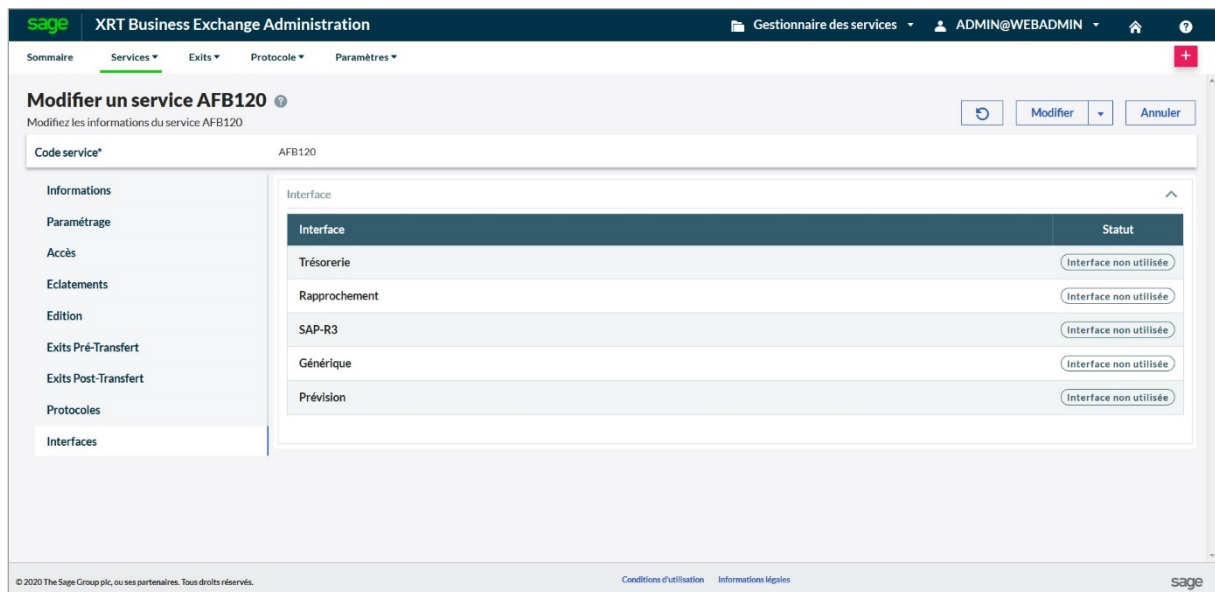 sage XRT Business Exchange Administration Gestionnaire des services ADMIN@WEBADMIN ?
Sommaire Services Exits Protocole Paramètres +
Modifier un service AFB120 ?
Modifiez les informations du service AFB120
Modifier Annuler
Code service* AFB120
Informations
Paramétrage
Accès
Eclatements
Edition
Exits Pré-Transfert
Exits Post-Transfert
Protocoles
Interfaces
Interface
Interface Statut
Trésorerie Interface non utilisée
Rapprochement Interface non utilisée
SAP-R3 Interface non utilisée
Générique Interface non utilisée
Prévision Interface non utilisée
© 2020 The Sage Group plc, ou ses partenaires. Tous droits réservés. Conditions d'utilisation Informations légales sage